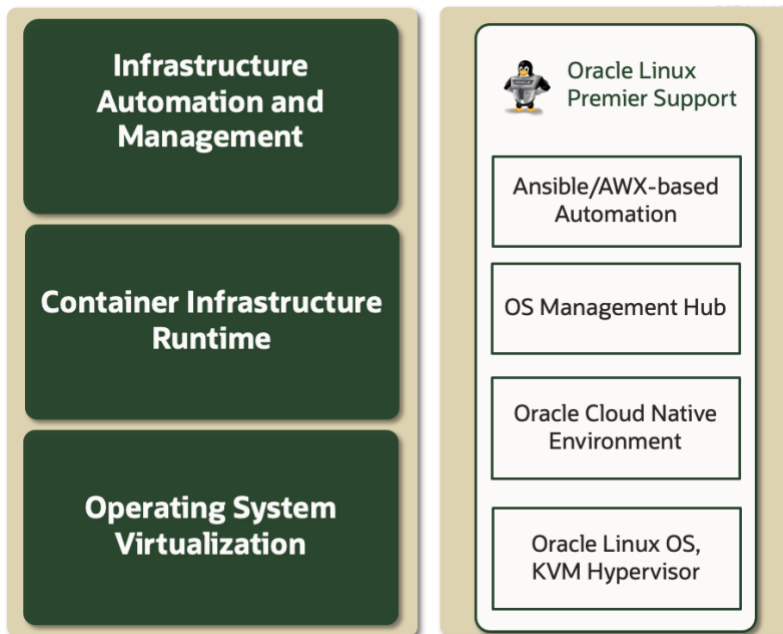 Infrastructure
Automation and
Management
Container Infrastructure
Runtime
Operating System
Virtualization
Oracle Linux
Premier Support
Ansible/AWX-based
Automation
OS Management Hub
Oracle Cloud Native
Environment
Oracle Linux OS,
KVM Hypervisor